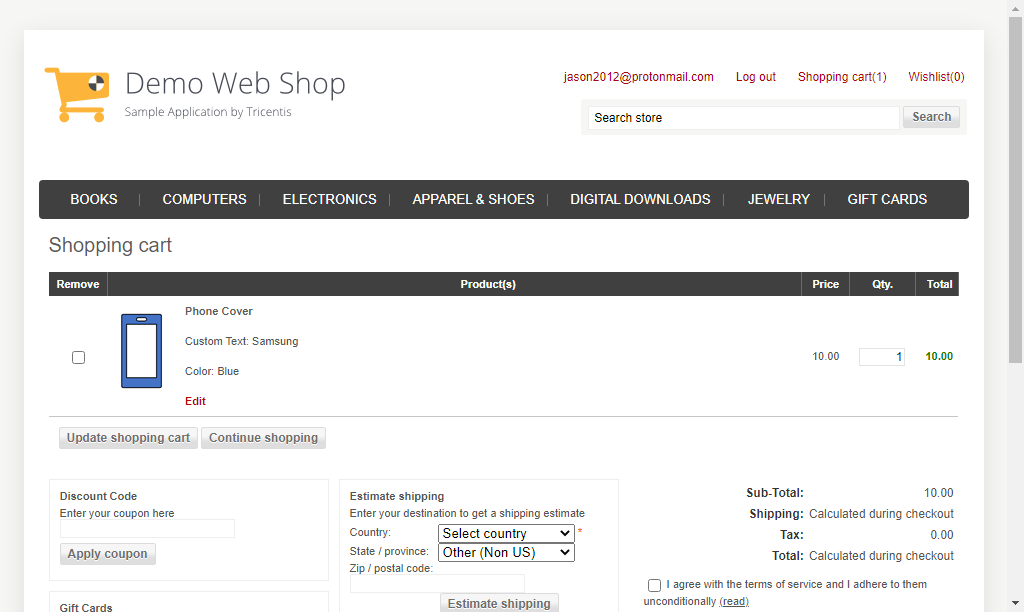 Demo Web Shop
Sample Application by Tricentis
jason2012@protonmail.com Log out Shopping cart(1) Wishlist(0)
Search store Search
BOOKS | COMPUTERS | ELECTRONICS | APPAREL & SHOES | DIGITAL DOWNLOADS | JEWELRY | GIFT CARDS
Shopping cart
Remove Product(s) Price Qty. Total
Phone Cover
Custom Text: Samsung
Color: Blue
Edit
10.00 1 10.00
Update shopping cart Continue shopping
Discount Code
Enter your coupon here
Apply coupon
Gift Cards
Estimate shipping
Enter your destination to get a shipping estimate
Country: Select country *
State / province: Other (Non US)
Zip / postal code:
Estimate shipping
Sub-Total: 10.00
Shipping: Calculated during checkout
Tax: 0.00
Total: Calculated during checkout
I agree with the terms of service and I adhere to them
unconditionally (read)